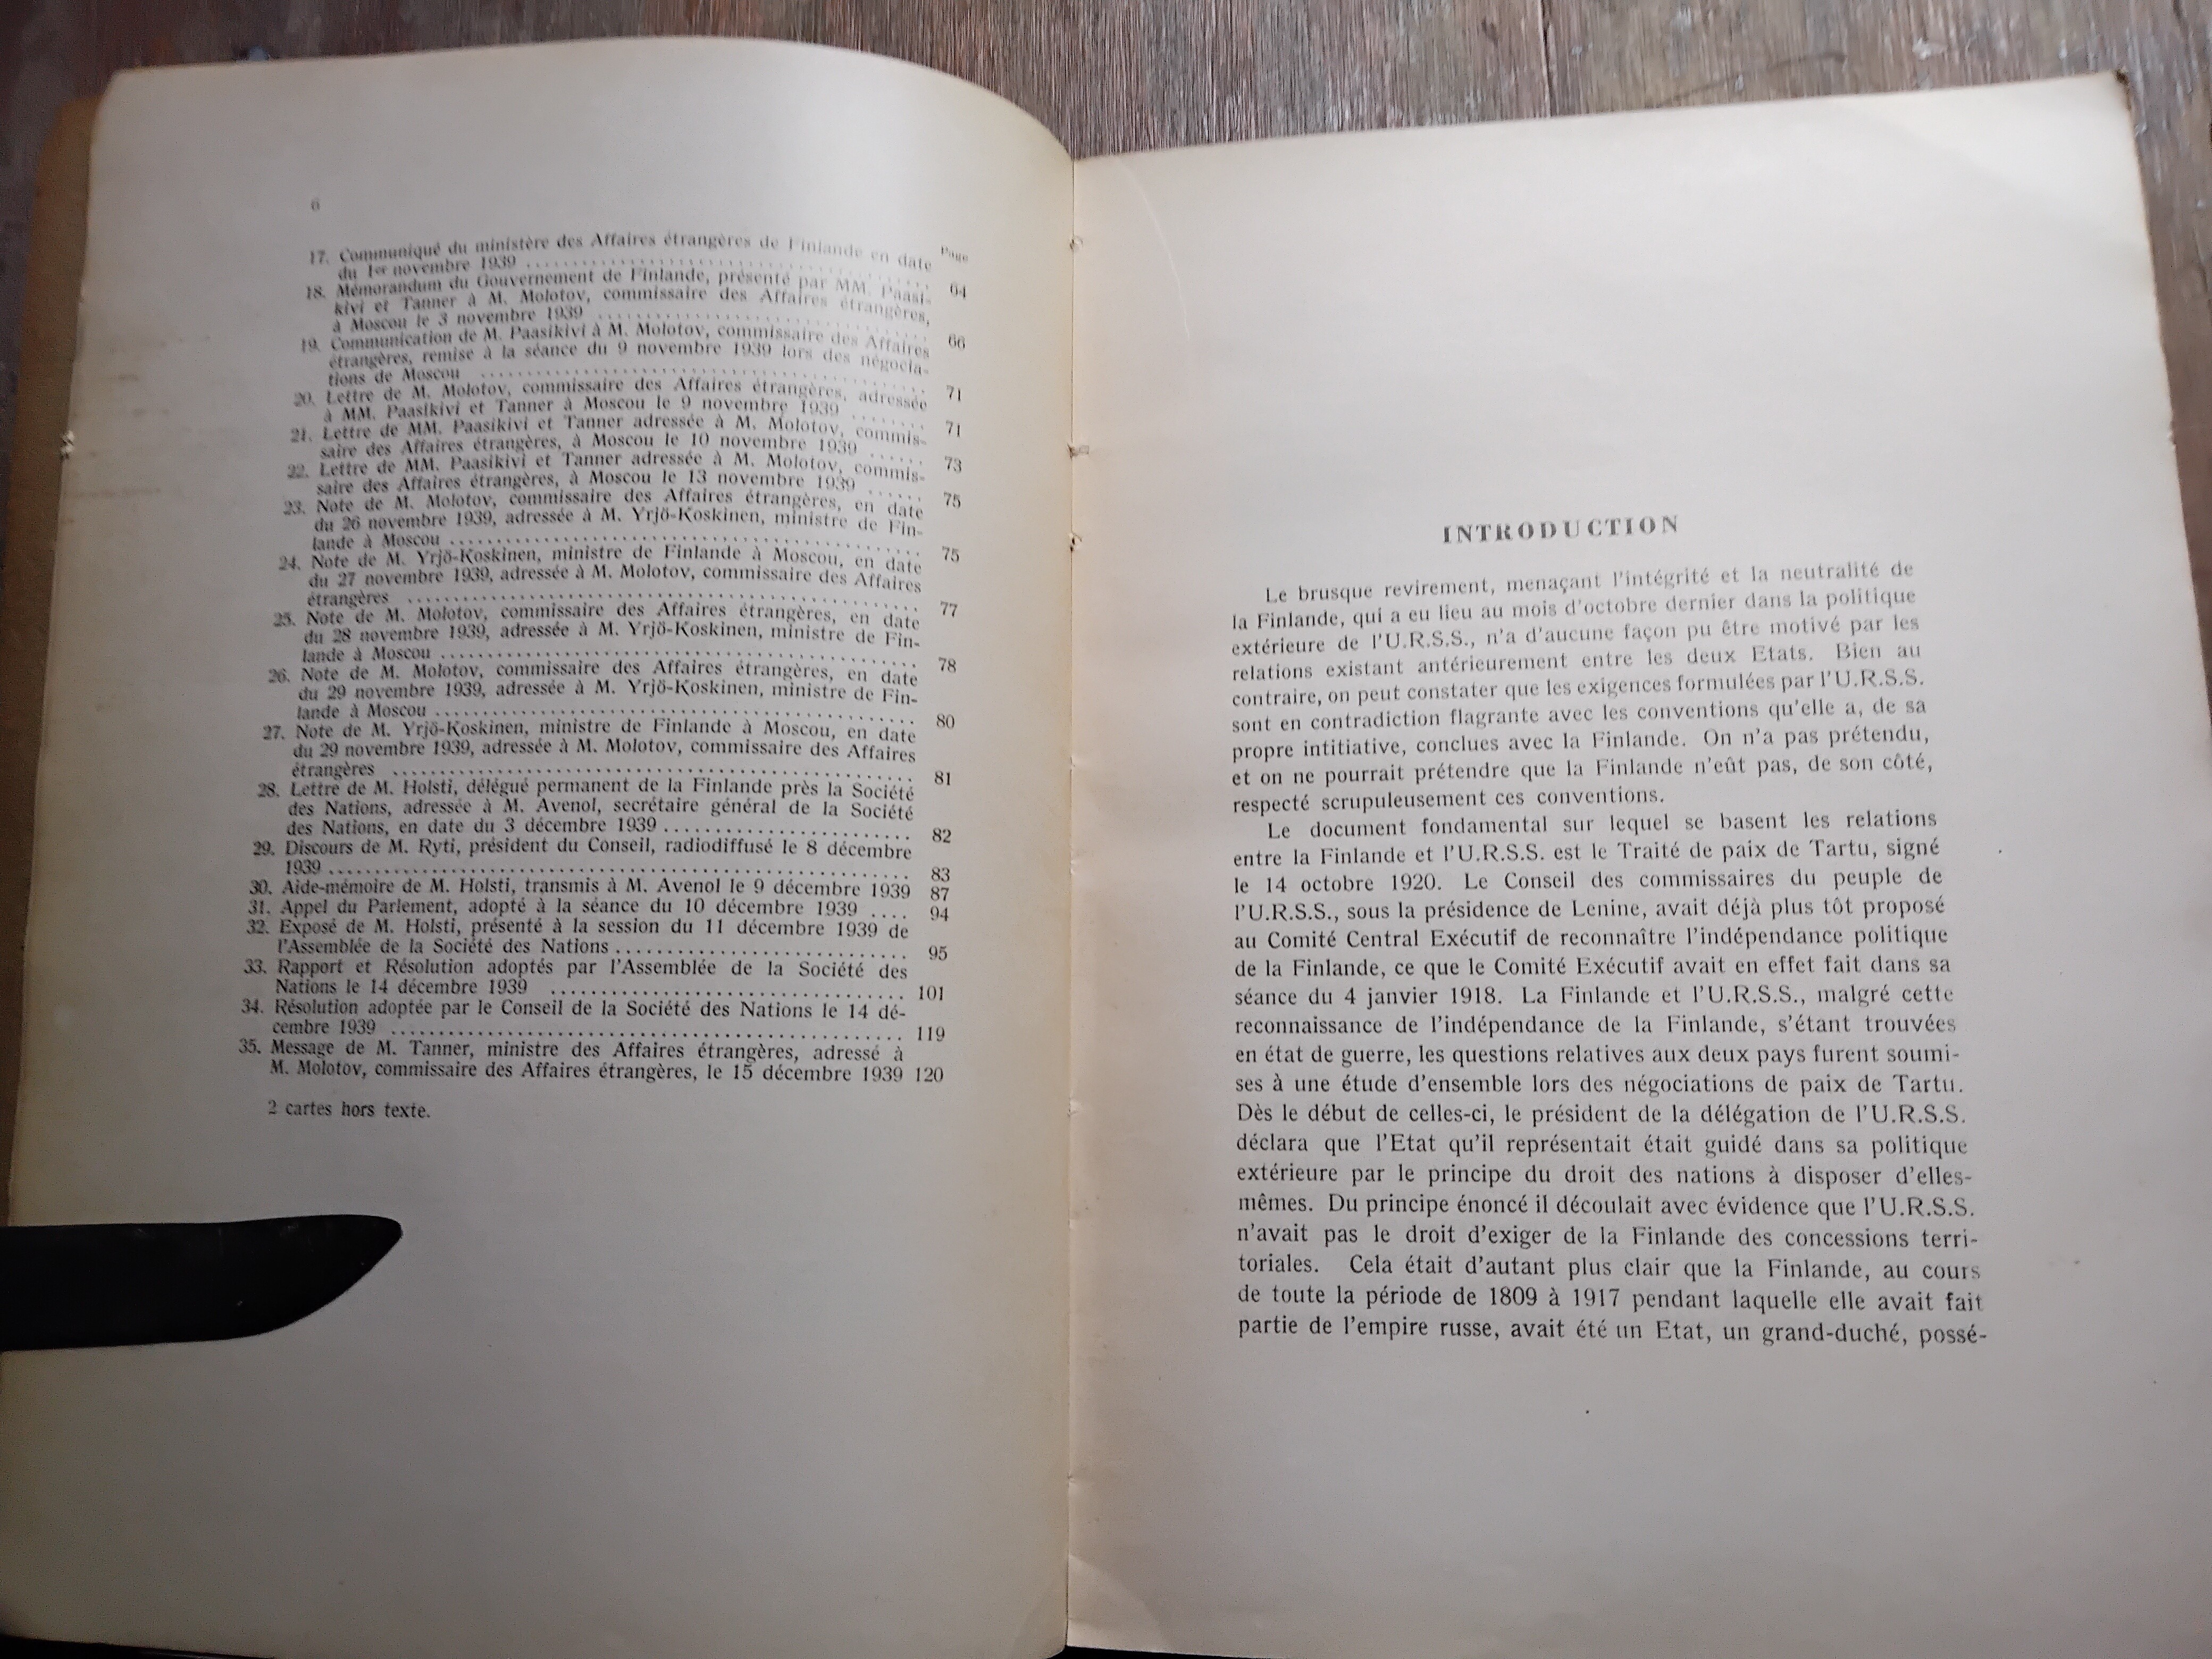 6
Page
17. Communiqué du ministère des Affaires étrangères de Finlande en date
du 1er novembre 1939 ........................................ 64
18. Mémorandum du Gouvernement de Finlande, présenté par MM. Paasi-
kivi et Tanner à M. Molotov, commissaire des Affaires étrangères,
à Moscou le 3 novembre 1939 ................................ 66
19. Communication de M. Paasikivi à M. Molotov, commissaire des Affaires
étrangères, remise à la séance du 9 novembre 1939 lors des négocia-
tions de Moscou ............................................ 71
20. Lettre de M. Molotov, commissaire des Affaires étrangères, adressée
à MM. Paasikivi et Tanner à Moscou le 9 novembre 1939 ....... 71
21. Lettre de MM. Paasikivi et Tanner adressée à M. Molotov, commis-
saire des Affaires étrangères, à Moscou le 10 novembre 1939 ...... 73
22. Lettre de MM. Paasikivi et Tanner adressée à M. Molotov, commis-
saire des Affaires étrangères, à Moscou le 13 novembre 1939 ...... 75
23. Note de M. Molotov, commissaire des Affaires étrangères, en date
du 26 novembre 1939, adressée à M. Yrjö-Koskinen, ministre de Fin-
lande à Moscou ............................................. 75
24. Note de M. Yrjö-Koskinen, ministre de Finlande à Moscou, en date
du 27 novembre 1939, adressée à M. Molotov, commissaire des Affaires
étrangères ................................................. 77
25. Note de M. Molotov, commissaire des Affaires étrangères, en date
du 28 novembre 1939, adressée à M. Yrjö-Koskinen, ministre de Fin-
lande à Moscou ............................................. 78
26. Note de M. Molotov, commissaire des Affaires étrangères, en date
du 29 novembre 1939, adressée à M. Yrjö-Koskinen, ministre de Fin-
lande à Moscou ............................................. 80
27. Note de M. Yrjö-Koskinen, ministre de Finlande à Moscou, en date
du 29 novembre 1939, adressée à M. Molotov, commissaire des Affaires
étrangères ................................................. 81
28. Lettre de M. Holsti, délégué permanent de la Finlande près la Société
des Nations, adressée à M. Avenol, secrétaire général de la Société
des Nations, en date du 3 décembre 1939 ...................... 82
29. Discours de M. Ryti, président du Conseil, radiodiffusé le 8 décembre
1939 ....................................................... 83
30. Aide-mémoire de M. Holsti, transmis à M. Avenol le 9 décembre 1939 87
31. Appel du Parlement, adopté à la séance du 10 décembre 1939 .... 94
32. Exposé de M. Holsti, présenté à la session du 11 décembre 1939 de
l'Assemblée de la Société des Nations .......................... 95
33. Rapport et Résolution adoptés par l'Assemblée de la Société des
Nations le 14 décembre 1939 ................................ 101
34. Résolution adoptée par le Conseil de la Société des Nations le 14 dé-
cembre 1939 ................................................ 119
35. Message de M. Tanner, ministre des Affaires étrangères, adressé à
M. Molotov, commissaire des Affaires étrangères, le 15 décembre 1939 120
2 cartes hors texte.
INTRODUCTION
Le brusque revirement, menaçant l'intégrité et la neutralité de
la Finlande, qui a eu lieu au mois d'octobre dernier dans la politique
extérieure de l'U.R.S.S., n'a d'aucune façon pu être motivé par les
relations existant antérieurement entre les deux Etats. Bien au
contraire, on peut constater que les exigences formulées par l'U.R.S.S.
sont en contradiction flagrante avec les conventions qu'elle a, de sa
propre intitiative, conclues avec la Finlande. On n'a pas prétendu,
et on ne pourrait prétendre que la Finlande n'eût pas, de son côté,
respecté scrupuleusement ces conventions.
Le document fondamental sur lequel se basent les relations
entre la Finlande et l'U.R.S.S. est le Traité de paix de Tartu, signé
le 14 octobre 1920. Le Conseil des commissaires du peuple de
l'U.R.S.S., sous la présidence de Lenine, avait déjà plus tôt proposé
au Comité Central Exécutif de reconnaître l'indépendance politique
de la Finlande, ce que le Comité Exécutif avait en effet fait dans sa
séance du 4 janvier 1918. La Finlande et l'U.R.S.S., malgré cette
reconnaissance de l'indépendance de la Finlande, s'étant trouvées
en état de guerre, les questions relatives aux deux pays furent soumi-
ses à une étude d'ensemble lors des négociations de paix de Tartu.
Dès le début de celles-ci, le président de la délégation de l'U.R.S.S.
déclara que l'Etat qu'il représentait était guidé dans sa politique
extérieure par le principe du droit des nations à disposer d'elles-
mêmes. Du principe énoncé il découlait avec évidence que l'U.R.S.S.
n'avait pas le droit d'exiger de la Finlande des concessions terri-
toriales. Cela était d'autant plus clair que la Finlande, au cours
de toute la période de 1809 à 1917 pendant laquelle elle avait fait
partie de l'empire russe, avait été un Etat, un grand-duché, possé-